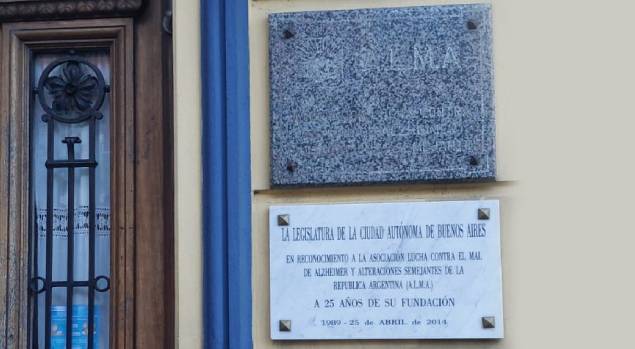 A.L.M.A.
LA LEGISLATURA DE LA CIUDAD AUTÓNOMA DE BUENOS AIRES
EN RECONOCIMIENTO A LA ASOCIACIÓN LUCHA CONTRA EL MAL
DE ALZHEIMER Y ALTERACIONES SEMEJANTES DE LA
REPUBLICA ARGENTINA (A.L.M.A.)
A 25 AÑOS DE SU FUNDACIÓN
1989 - 25 de ABRIL de 2014